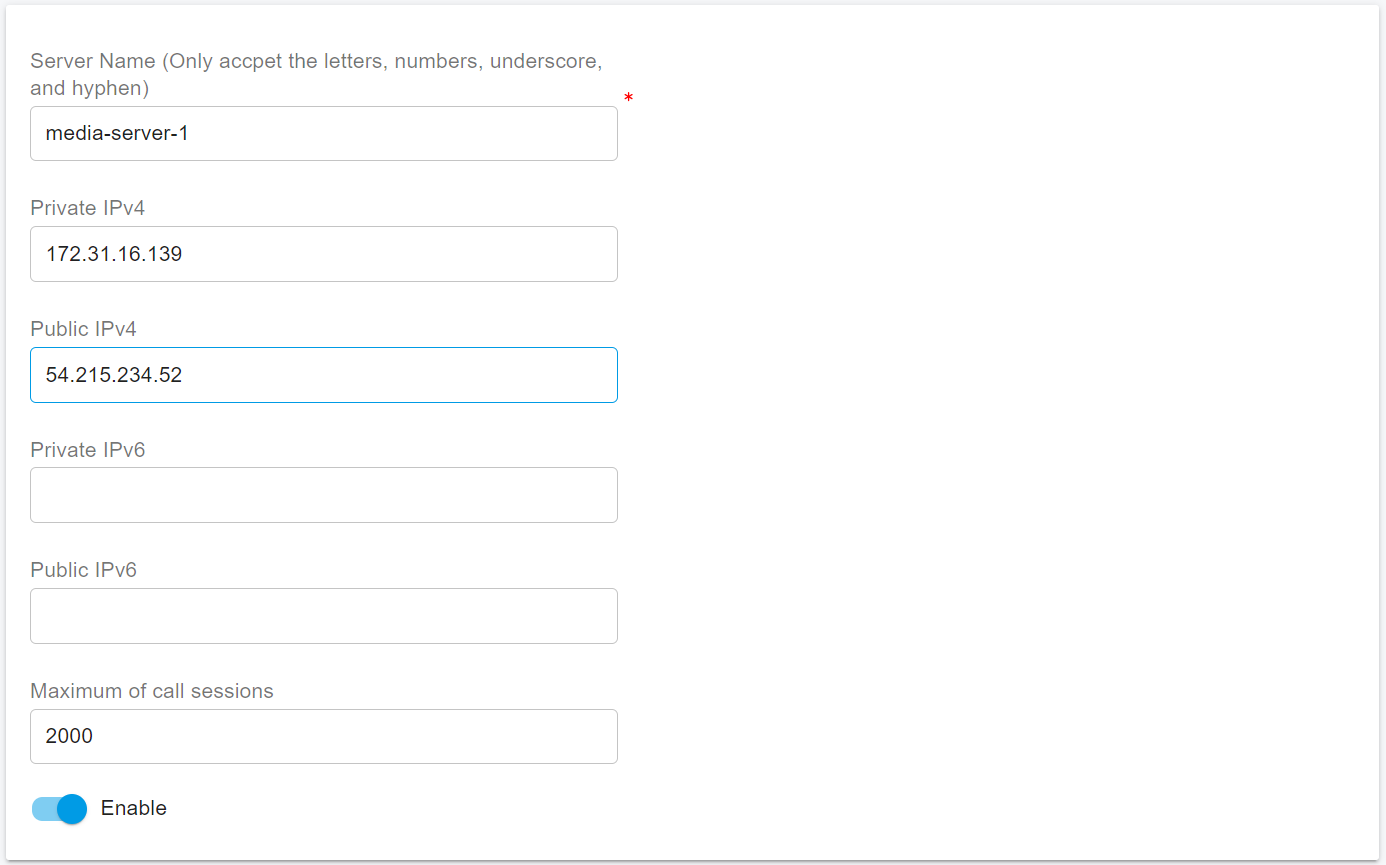 Server Name (Only accpet the letters, numbers, underscore,
and hyphen)
*
media-server-1
Private IPv4
172.31.16.139
Public IPv4
54.215.234.52
Private IPv6
Public IPv6
Maximum of call sessions
2000
Enable